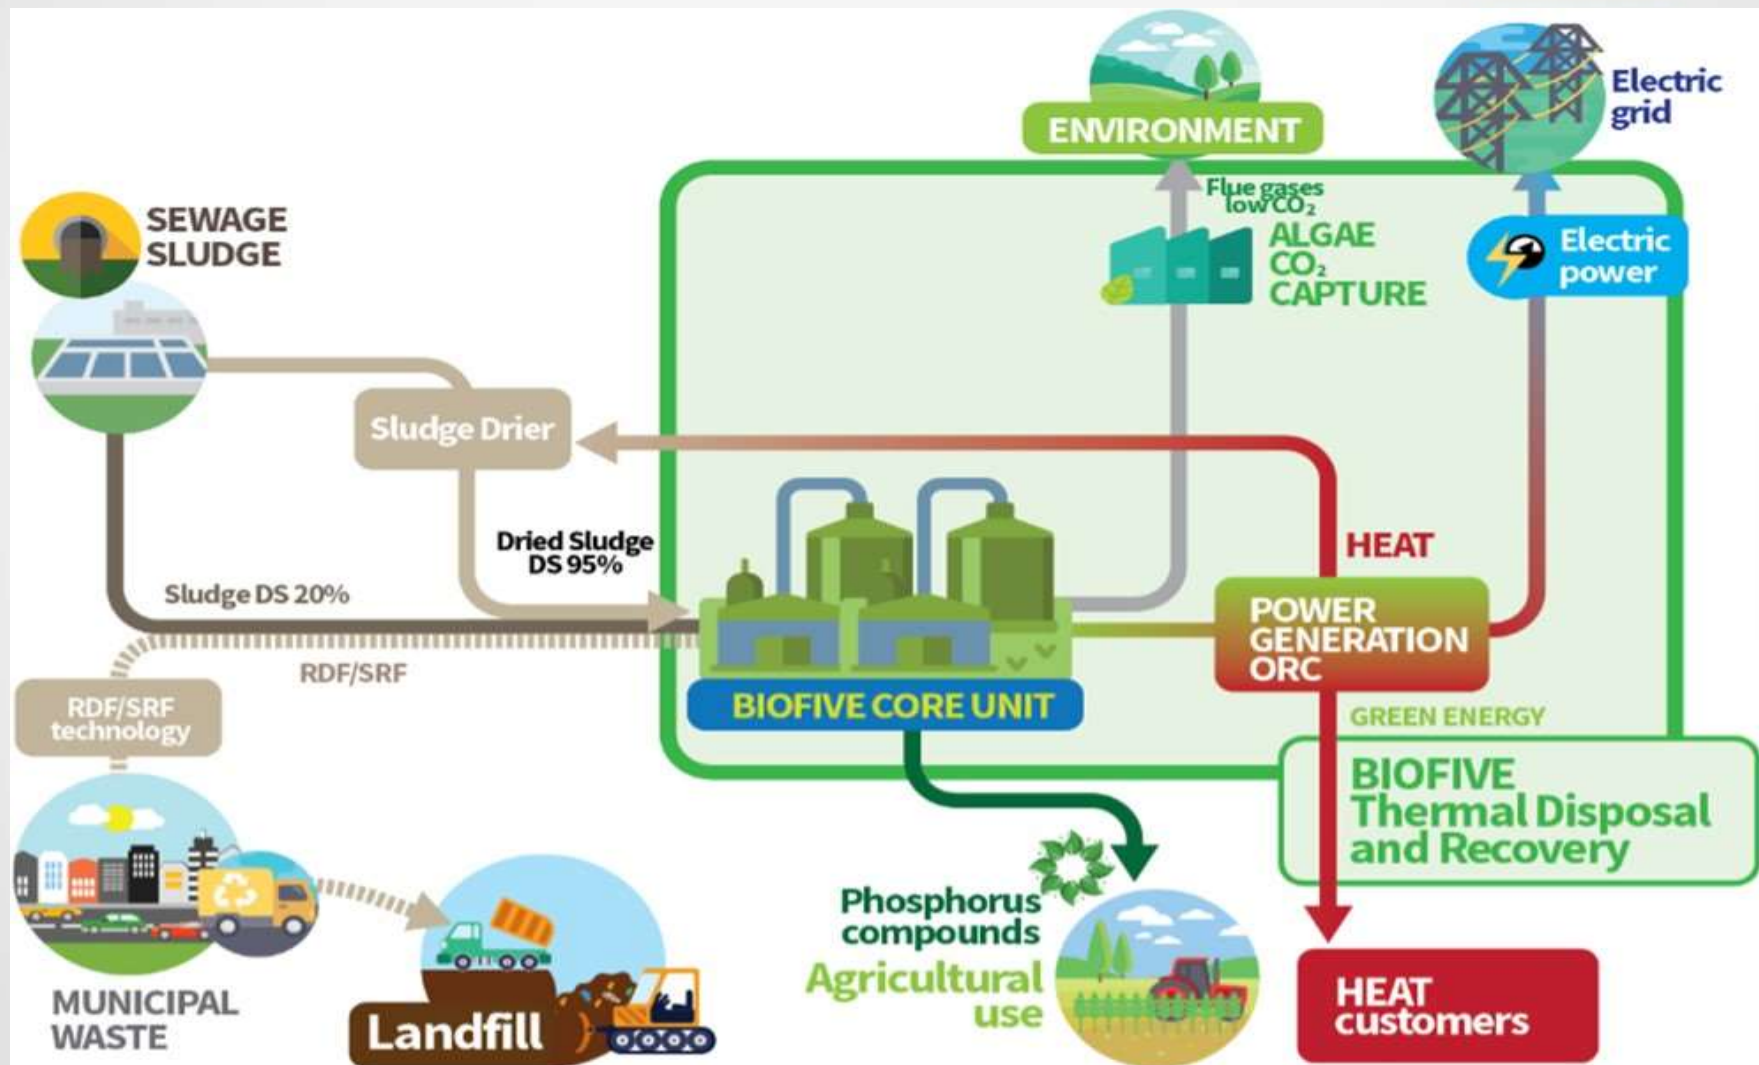 ENVIRONMENT
Electric
grid
SEWAGE
SLUDGE
Flue gases
low CO₂
ALGAE
CO₂
CAPTURE
Electric
power
Sludge Drier
Dried Sludge
DS 95%
HEAT
Sludge DS 20%
POWER
GENERATION
ORC
RDF/SRF
RDF/SRF
technology
BIOFIVE CORE UNIT
GREEN ENERGY
BIOFIVE
Thermal Disposal
and Recovery
Phosphorus
compounds
Agricultural
use
MUNICIPAL
WASTE
Landfill
HEAT
customers